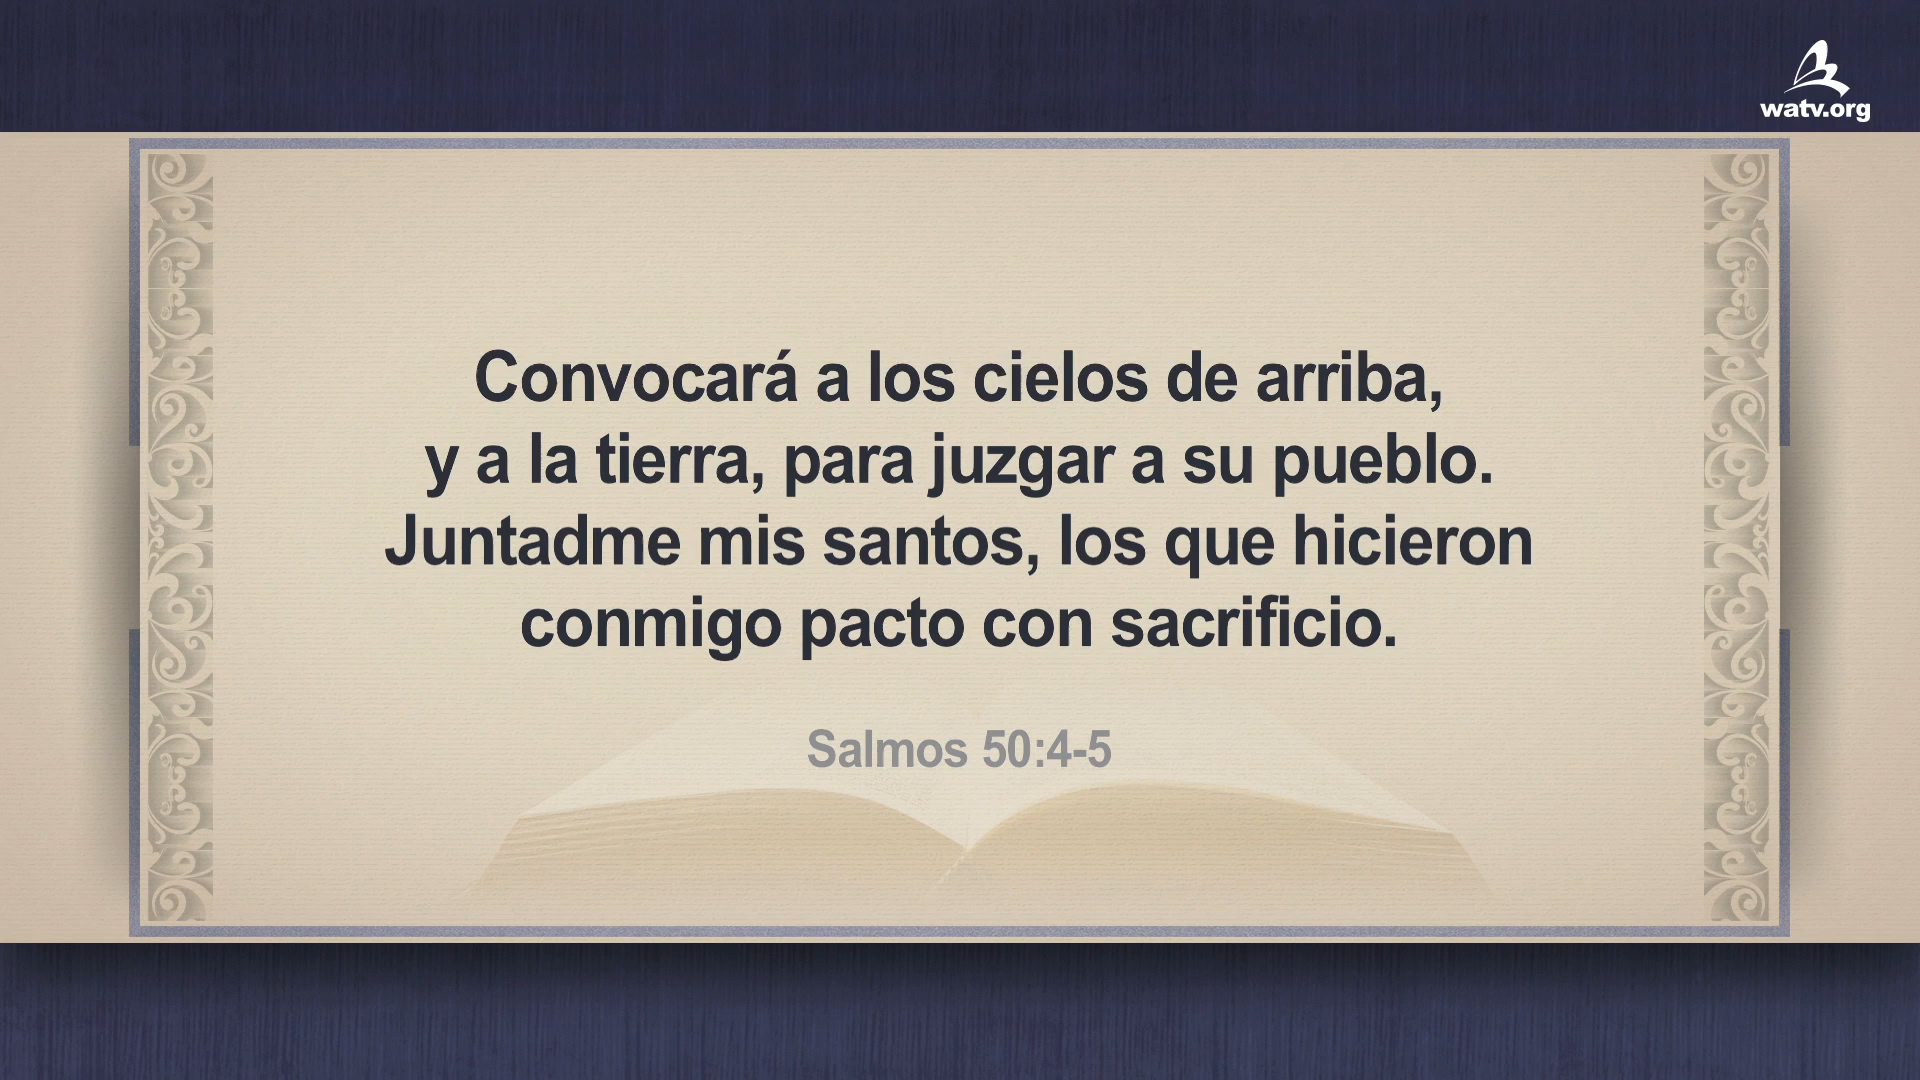 watv.org
Convocará a los cielos de arriba,
y a la tierra, para juzgar a su pueblo.
Juntadme mis santos, los que hicieron
conmigo pacto con sacrificio.
Salmos 50:4-5